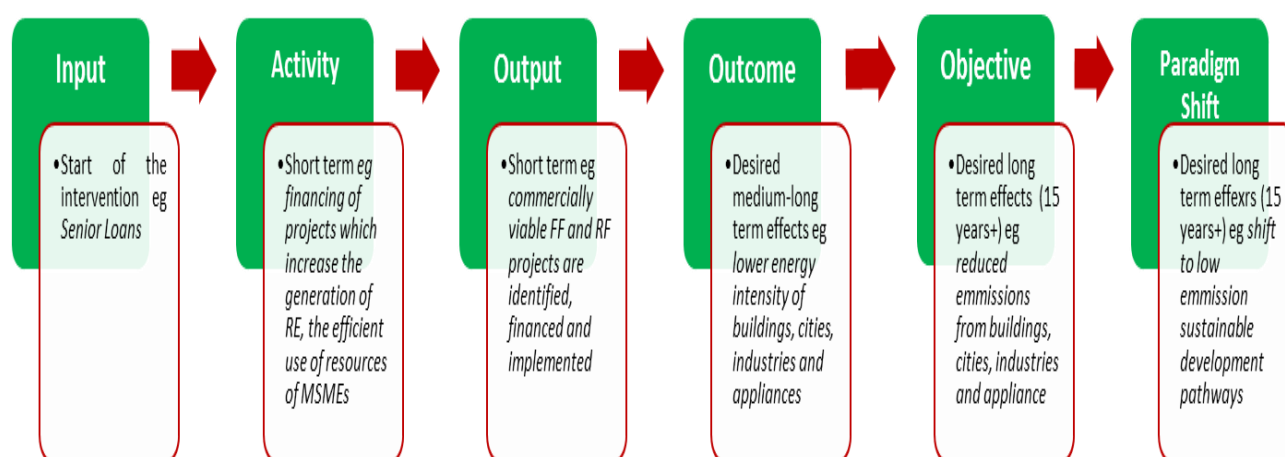 Input
•Start of the
intervention eg
Senior Loans
Activity
•Short term eg
financing of
projects which
increase the
generation of
RE, the efficient
use of resources
of MSMEs
Output
•Short term eg
commercially
viable FF and RF
projects are
identified,
financed and
implemented
Outcome
•Desired
medium-long
term effects eg
lower energy
intensity of
buildings, cities,
industries and
appliances
Objective
•Desired long
term effects (15
years+) eg
reduced
emmissions
from buildings,
cities, industries
and appliance
Paradigm
Shift
•Desired long
term effexrs (15
years+) eg shift
to low
emmission
sustainable
development
pathways